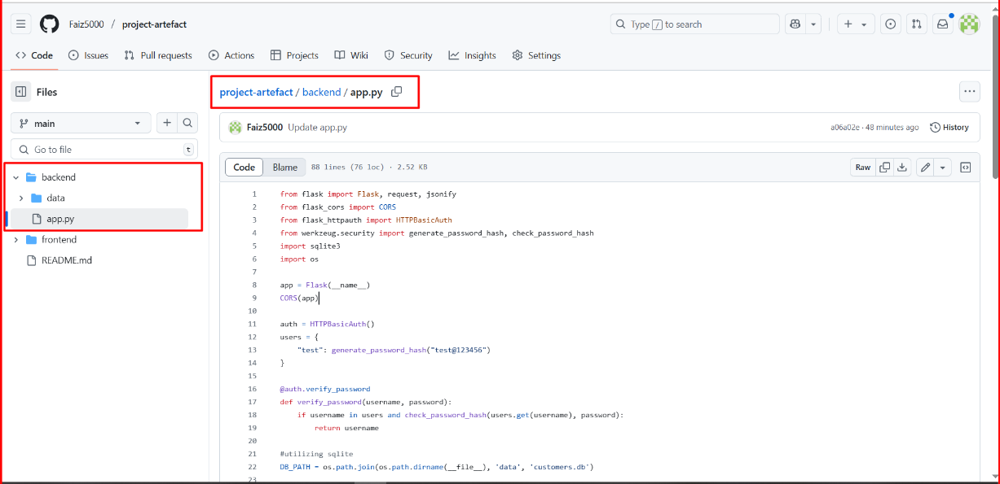 Faiz5000 / project-artefact
Type / to search
Code Issues Pull requests Actions Projects Wiki Security Insights Settings
Files
main
Go to file t
backend
data
app.py
frontend
README.md
project-artefact / backend / app.py
Faiz5000 Update app.py a06a02e · 48 minutes ago History
Code Blame 88 lines (76 loc) · 2.52 KB Raw
1 from flask import Flask, request, jsonify
2 from flask_cors import CORS
3 from flask_httpauth import HTTPBasicAuth
4 from werkzeug.security import generate_password_hash, check_password_hash
5 import sqlite3
6 import os
7
8 app = Flask(__name__)
9 CORS(app)
10
11 auth = HTTPBasicAuth()
12 users = {
13 "test": generate_password_hash("test@123456")
14 }
15
16 @auth.verify_password
17 def verify_password(username, password):
18 if username in users and check_password_hash(users.get(username), password):
19 return username
20
21 #utilizing sqlite
22 DB_PATH = os.path.join(os.path.dirname(__file__), 'data', 'customers.db')
23